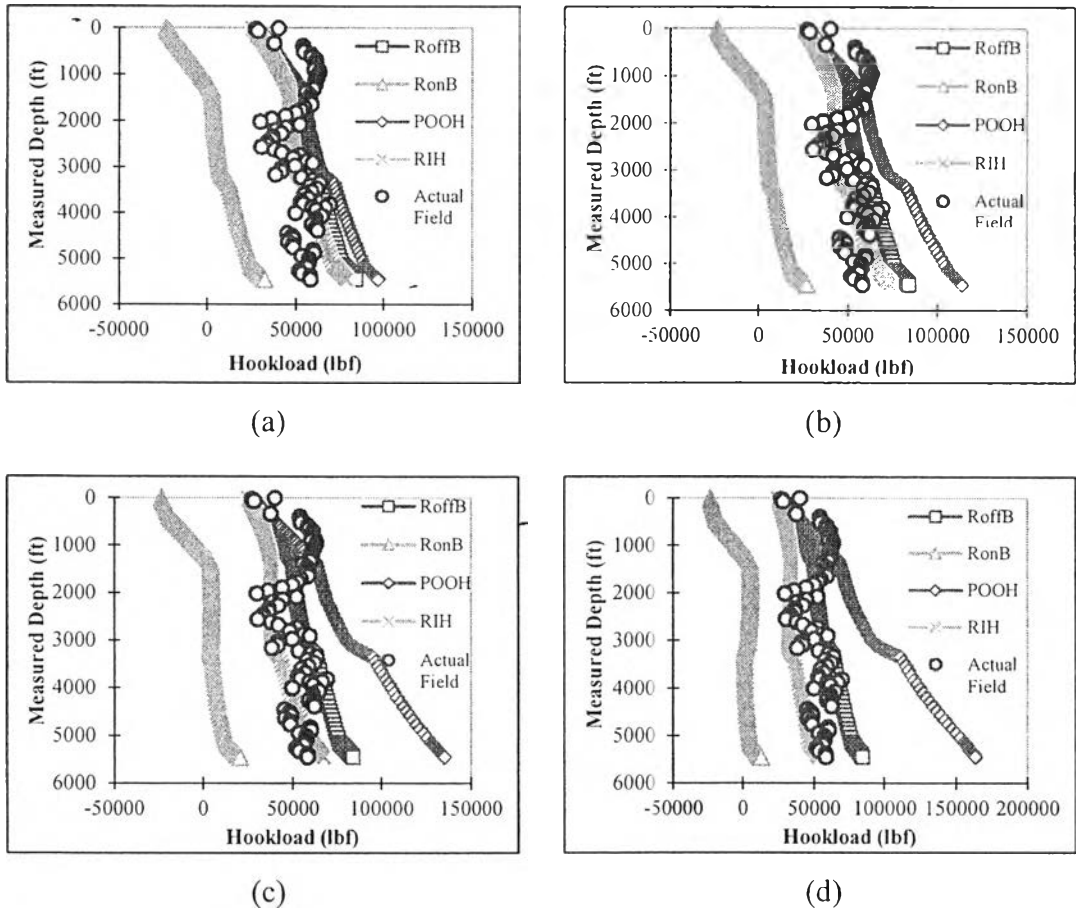 0
1000
2000
3000
4000
5000
6000
Measured Depth (ft)
-50000 0 50000 100000 150000
Hookload (lbf)
RoffB
RonB
POOH
RIH
Actual
Field
(a)
0
1000
2000
3000
4000
5000
6000
Measured Depth (ft)
-50000 0 50000 100000 150000
Hookload (lbf)
RoffB
RonB
POOH
RIH
Actual
Field
(b)
0
1000
2000
3000
4000
5000
6000
Measured Depth (ft)
-50000 0 50000 100000 150000
Hookload (lbf)
RoffB
RonB
POOH
RIH
Actual
Field
(c)
0
1000
2000
3000
4000
5000
6000
Measured Depth (ft)
-50000 0 50000 100000 150000 200000
Hookload (lbf)
RoffB
RonB
POOH
RIH
Actual
Field
(d)